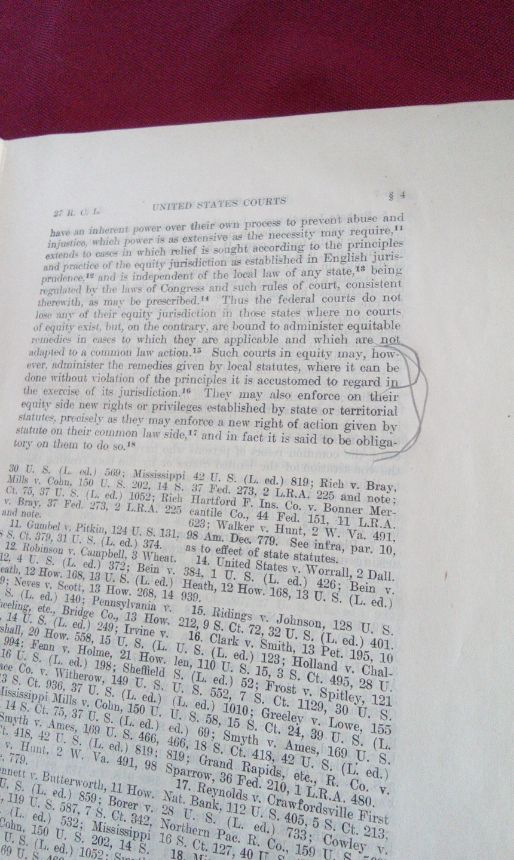 27 R. C. L. UNITED STATES COURTS § 4
have an inherent power over their own process to prevent abuse and
injustice, which power is as extensive as the necessity may require,11
extends to cases in which relief is sought according to the principles
and practice of the equity jurisdiction as established in English juris-
prudence,12 and is independent of the local law of any state,13 being
regulated by the laws of Congress and such rules of court, consistent
therewith, as may be prescribed.14 Thus the federal courts do not
lose any of their equity jurisdiction in those states where no courts
of equity exist, but, on the contrary, are bound to administer equitable
remedies in cases to which they are applicable and which are not
adapted to a common law action.15 Such courts in equity may, how-
ever, administer the remedies given by local statutes, where it can be
done without violation of the principles it is accustomed to regard in
the exercise of its jurisdiction.16 They may also enforce on their
equity side new rights or privileges established by state or territorial
statutes, precisely as they may enforce a new right of action given by
statute on their common law side,17 and in fact it is said to be obliga-
tory on them to do so.18
30 U. S. (L. ed.) 569; Mississippi
Mills v. Cohn, 150 U. S. 202, 14 S.
Ct. 75, 37 U. S. (L. ed.) 1052; Rich
v. Bray, 37 Fed. 273, 2 L.R.A. 225
and note.
11. Gumbel v. Pitkin, 124 U. S. 131,
8 S. Ct. 379, 31 U. S. (L. ed.) 374.
12. Robinson v. Campbell, 3 Wheat.
12, 4 U. S. (L. ed.) 372; Bein v.
Heath, 12 How. 168, 13 U. S. (L. ed.)
9; Neves v. Scott, 13 How. 268, 14
S. (L. ed.) 140; Pennsylvania v.
eeling, etc., Bridge Co., 13 How.
14 U. S. (L. ed.) 249; Irvine v.
shall, 20 How. 558, 15 U. S. (L.
994; Fenn v. Holme, 21 How.
16 U. S. (L. ed.) 198; Sheffield
ace Co. v. Witherow, 149 U. S.
3 S. Ct. 936, 37 U. S. (L. ed.)
Mississippi Mills v. Cohn, 150 U.
14 S. Ct. 75, 37 U. S. (L. ed.)
Smyth v. Ames, 169 U. S. 466,
Ct. 418, 42 U. S. (L. ed.) 819;
v. Hunt, 2 W. Va. 491, 98
. 779.
nnett v. Butterworth, 11 How.
U. S. (L. ed.) 859; Borer v.
, 119 U. S. 587, 7 S. Ct. 342,
(L. ed.) 532; Mississippi
Cohn, 150 U. S. 202, 14 S.
U. S. (L. ed.) 1052;
42 U. S. (L. ed.) 819; Rich v. Bray,
37 Fed. 273, 2 L.R.A. 225 and note;
Hartford F. Ins. Co. v. Bonner Mer-
cantile Co., 44 Fed. 151, 11 L.R.A.
623; Walker v. Hunt, 2 W. Va. 491,
98 Am. Dec. 779. See infra, par. 10,
as to effect of state statutes.
14. United States v. Worrall, 2 Dall.
384, 1 U. S. (L. ed.) 426; Bein v.
Heath, 12 How. 168, 13 U. S. (L. ed.)
939.
15. Ridings v. Johnson, 128 U. S.
212, 9 S. Ct. 72, 32 U. S. (L. ed.) 401.
16. Clark v. Smith, 13 Pet. 195, 10
U. S. (L. ed.) 123; Holland v. Chal-
len, 110 U. S. 15, 3 S. Ct. 495, 28 U.
S. (L. ed.) 52; Frost v. Spitley, 121
U. S. 552, 7 S. Ct. 1129, 30 U. S.
(L. ed.) 1010; Greeley v. Lowe, 155
U. S. 58, 15 S. Ct. 24, 39 U. S. (L.
ed.) 69; Smyth v. Ames, 169 U. S.
466, 18 S. Ct. 418, 42 U. S. (L. ed.)
819; Grand Rapids, etc., R. Co. v.
Sparrow, 36 Fed. 210, 1 L.R.A. 480.
17. Reynolds v. Crawfordsville First
Nat. Bank, 112 U. S. 405, 5 S. Ct. 213,
28 U. S. (L. ed.) 733; Cowley v.
Northern Pac. R. Co., 159 U. S.
16 S. Ct. 127, 40 U.